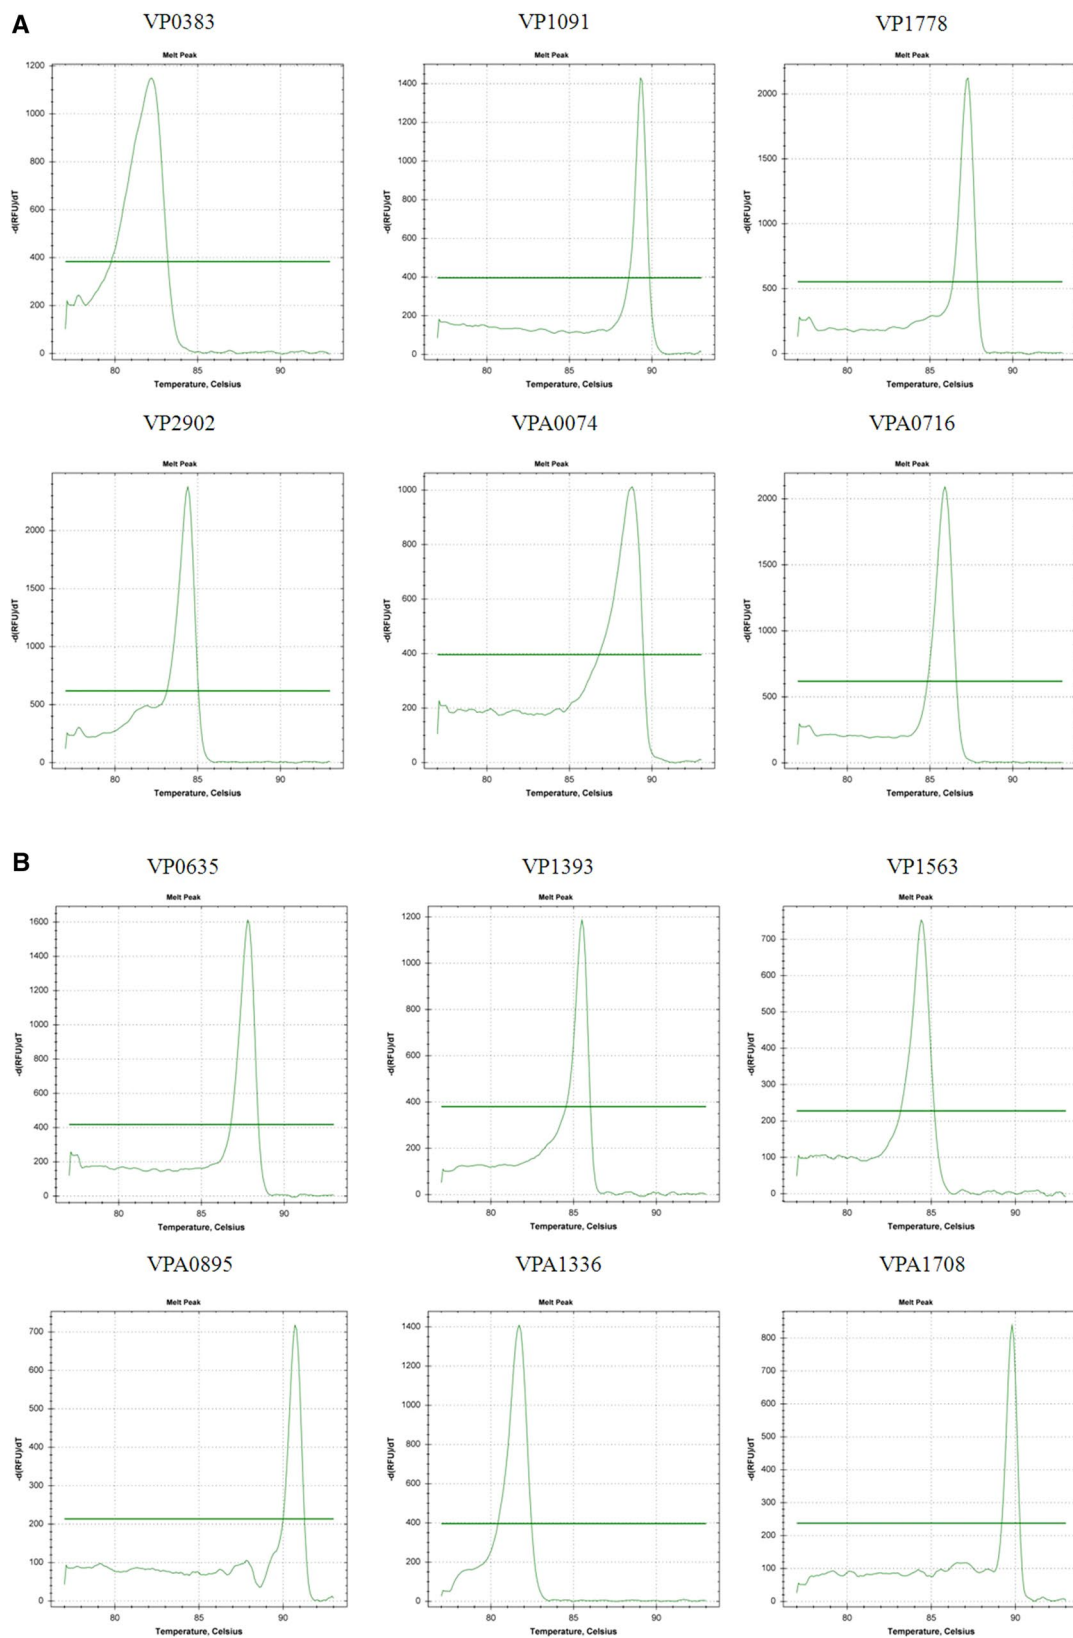 A
VP0383
VP1091
VP1778
Melt Peak
Melt Peak
Melt Peak
-d(RFU)/dT
1200
1000
800
600
400
200
0
80
85
90
Temperature, Celsius
-d(RFU)/dT
1400
1200
1000
800
600
400
200
0
80
85
90
Temperature, Celsius
-d(RFU)/dT
2000
1500
1000
500
0
80
85
90
Temperature, Celsius
VP2902
VPA0074
VPA0716
Melt Peak
Melt Peak
Melt Peak
-d(RFU)/dT
2000
1500
1000
500
0
80
85
90
Temperature, Celsius
-d(RFU)/dT
1000
800
600
400
200
0
80
85
90
Temperature, Celsius
-d(RFU)/dT
2000
1500
1000
500
0
80
85
90
Temperature, Celsius
B
VP0635
VP1393
VP1563
Melt Peak
Melt Peak
Melt Peak
-d(RFU)/dT
1600
1400
1200
1000
800
600
400
200
0
80
85
90
Temperature, Celsius
-d(RFU)/dT
1200
1000
800
600
400
200
0
80
85
90
Temperature, Celsius
-d(RFU)/dT
700
600
500
400
300
200
100
0
80
85
90
Temperature, Celsius
VPA0895
VPA1336
VPA1708
Melt Peak
Melt Peak
Melt Peak
-d(RFU)/dT
700
600
500
400
300
200
100
0
80
85
90
Temperature, Celsius
-d(RFU)/dT
1400
1200
1000
800
600
400
200
0
80
85
90
Temperature, Celsius
-d(RFU)/dT
800
700
600
500
400
300
200
100
0
80
85
90
Temperature, Celsius